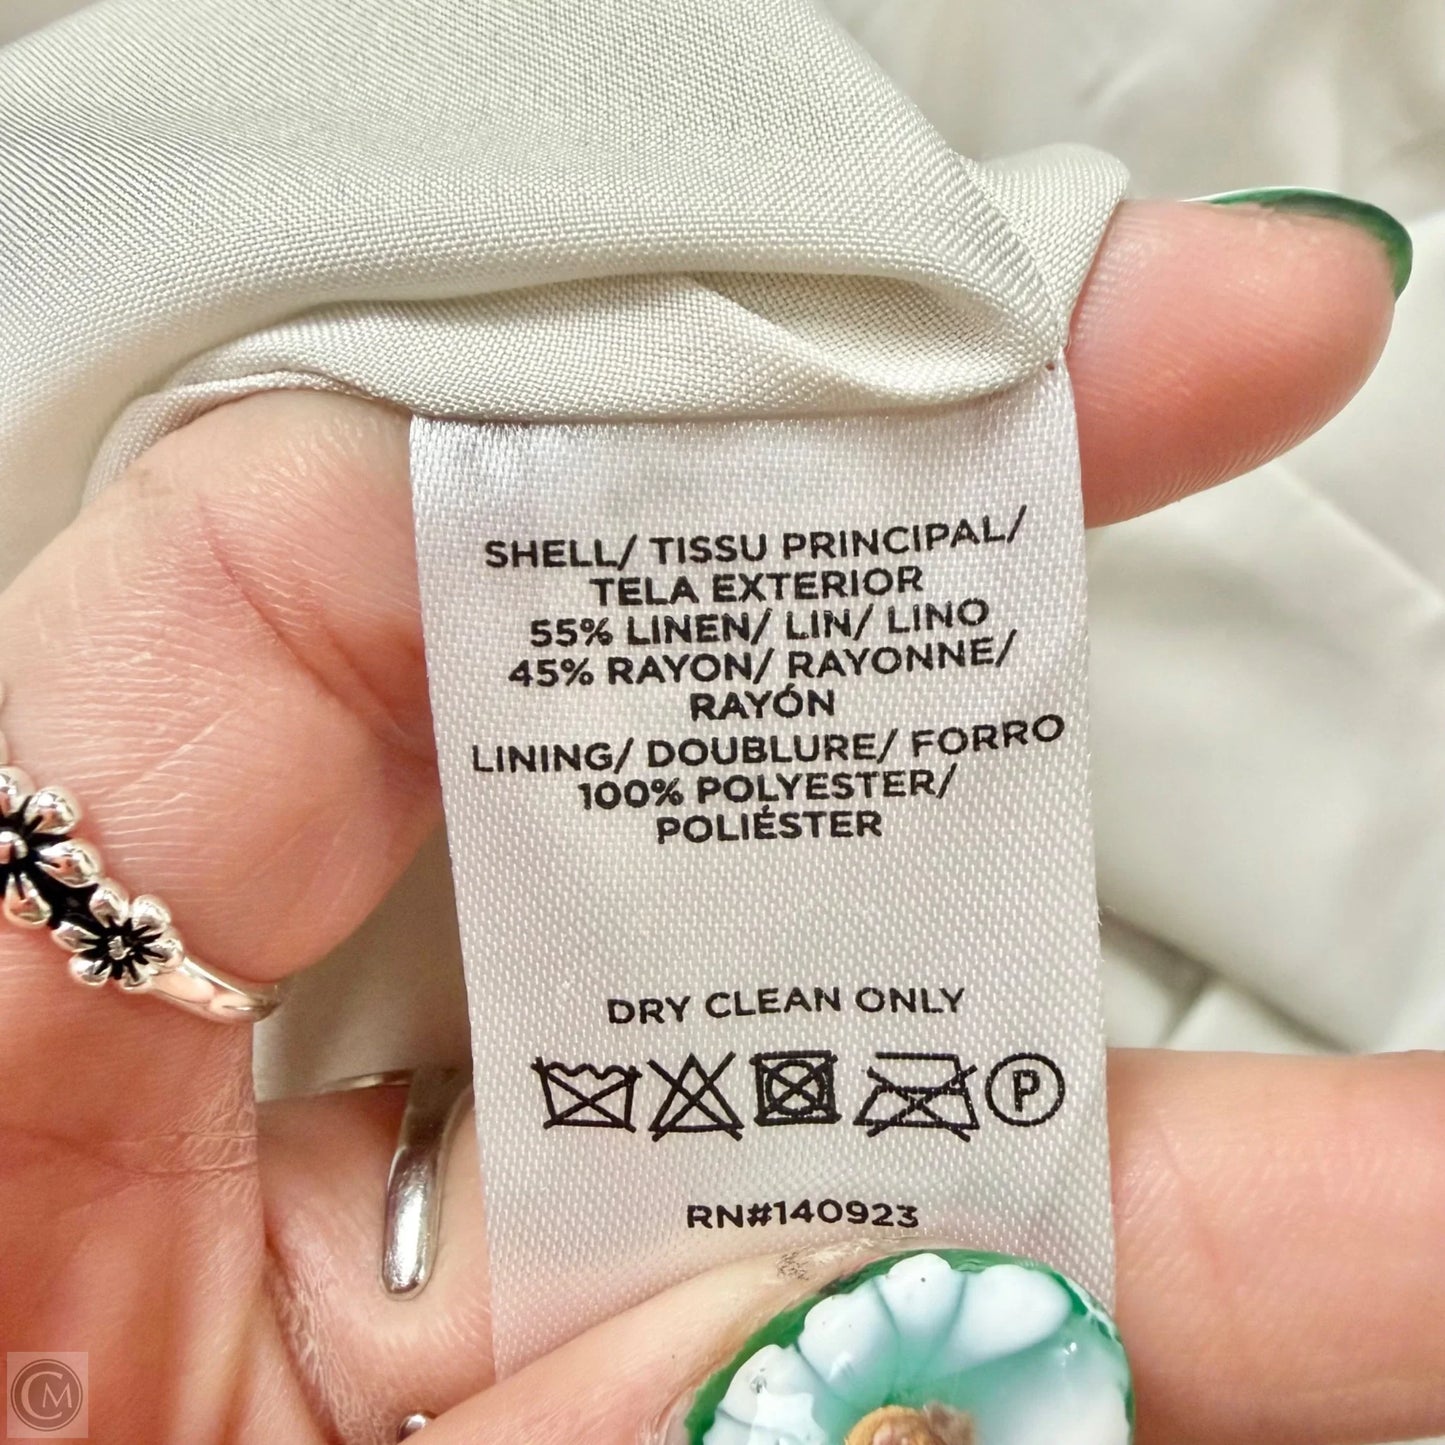 SHELL/ TISSU PRINCIPAL/
TELA EXTERIOR
55% LINEN/ LIN/ LINO
45% RAYON/ RAYONNE/
RAYÓN
LINING/ DOUBLURE/ FORRO
100% POLYESTER/
POLIÉSTER
DRY CLEAN ONLY
P
RN#140923
CM